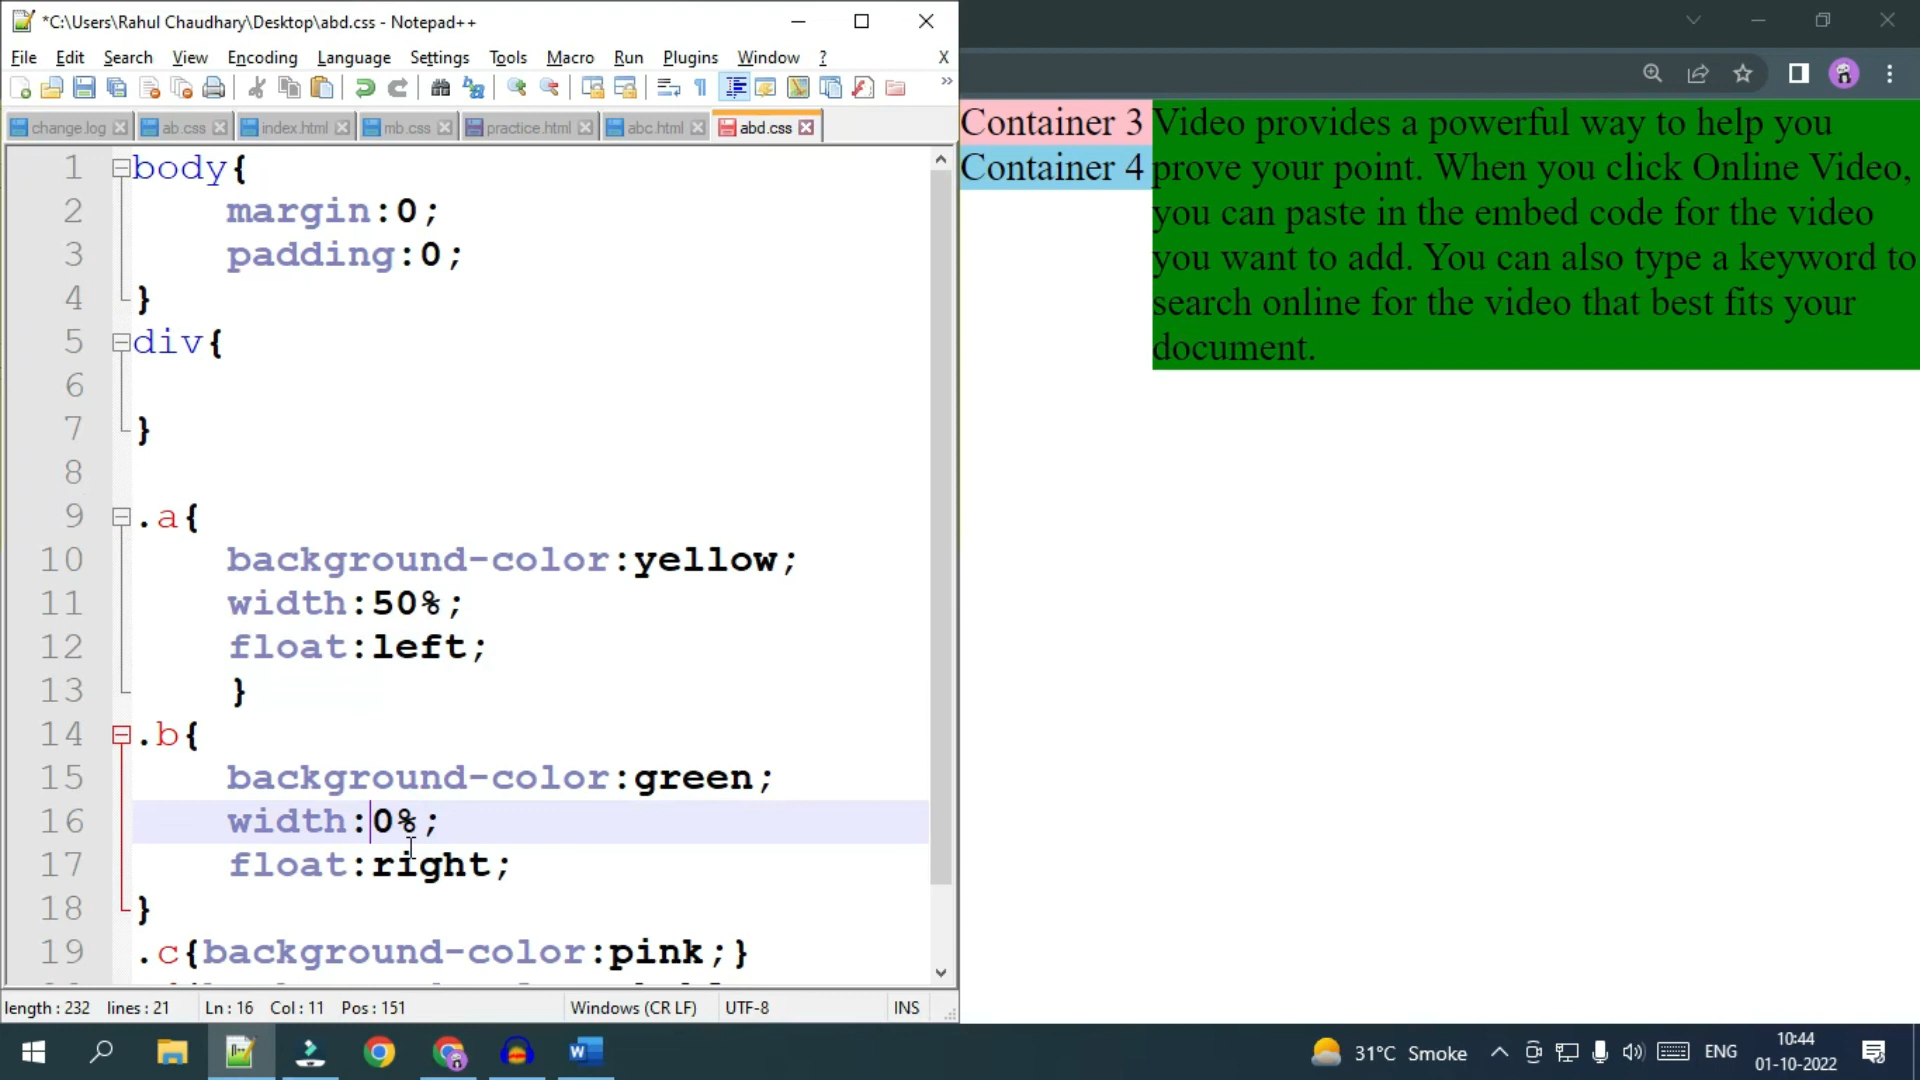 *C:\Users\Rahul Chaudhary\Desktop\abd.css - Notepad++
File Edit Search View Encoding Language Settings Tools Macro Run Plugins Window ? X
change.log ab.css index.html mb.css practice.html abc.html abd.css
1 body{
2 margin:0;
3 padding:0;
4 }
5 div{
6
7 }
8
9 .a{
10 background-color:yellow;
11 width:50%;
12 float:left;
13 }
14 .b{
15 background-color:green;
16 width:0%;
17 float:right;
18 }
19 .c{background-color:pink;}
length : 232 lines : 21 Ln : 16 Col : 11 Pos : 151 Windows (CR LF) UTF-8 INS
Container 3
Container 4
Video provides a powerful way to help you
prove your point. When you click Online Video,
you can paste in the embed code for the video
you want to add. You can also type a keyword to
search online for the video that best fits your
document.
31°C Smoke ENG 10:44
01-10-2022